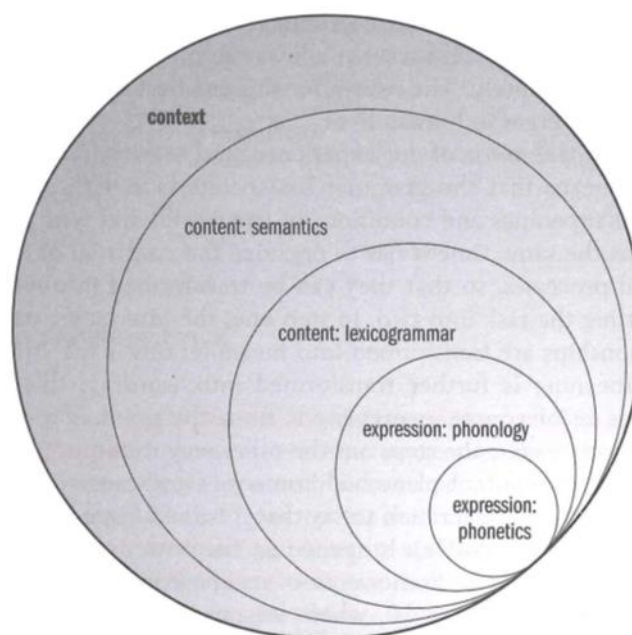 context
content: semantics
content: lexicogrammar
expression: phonology
expression:
phonetics